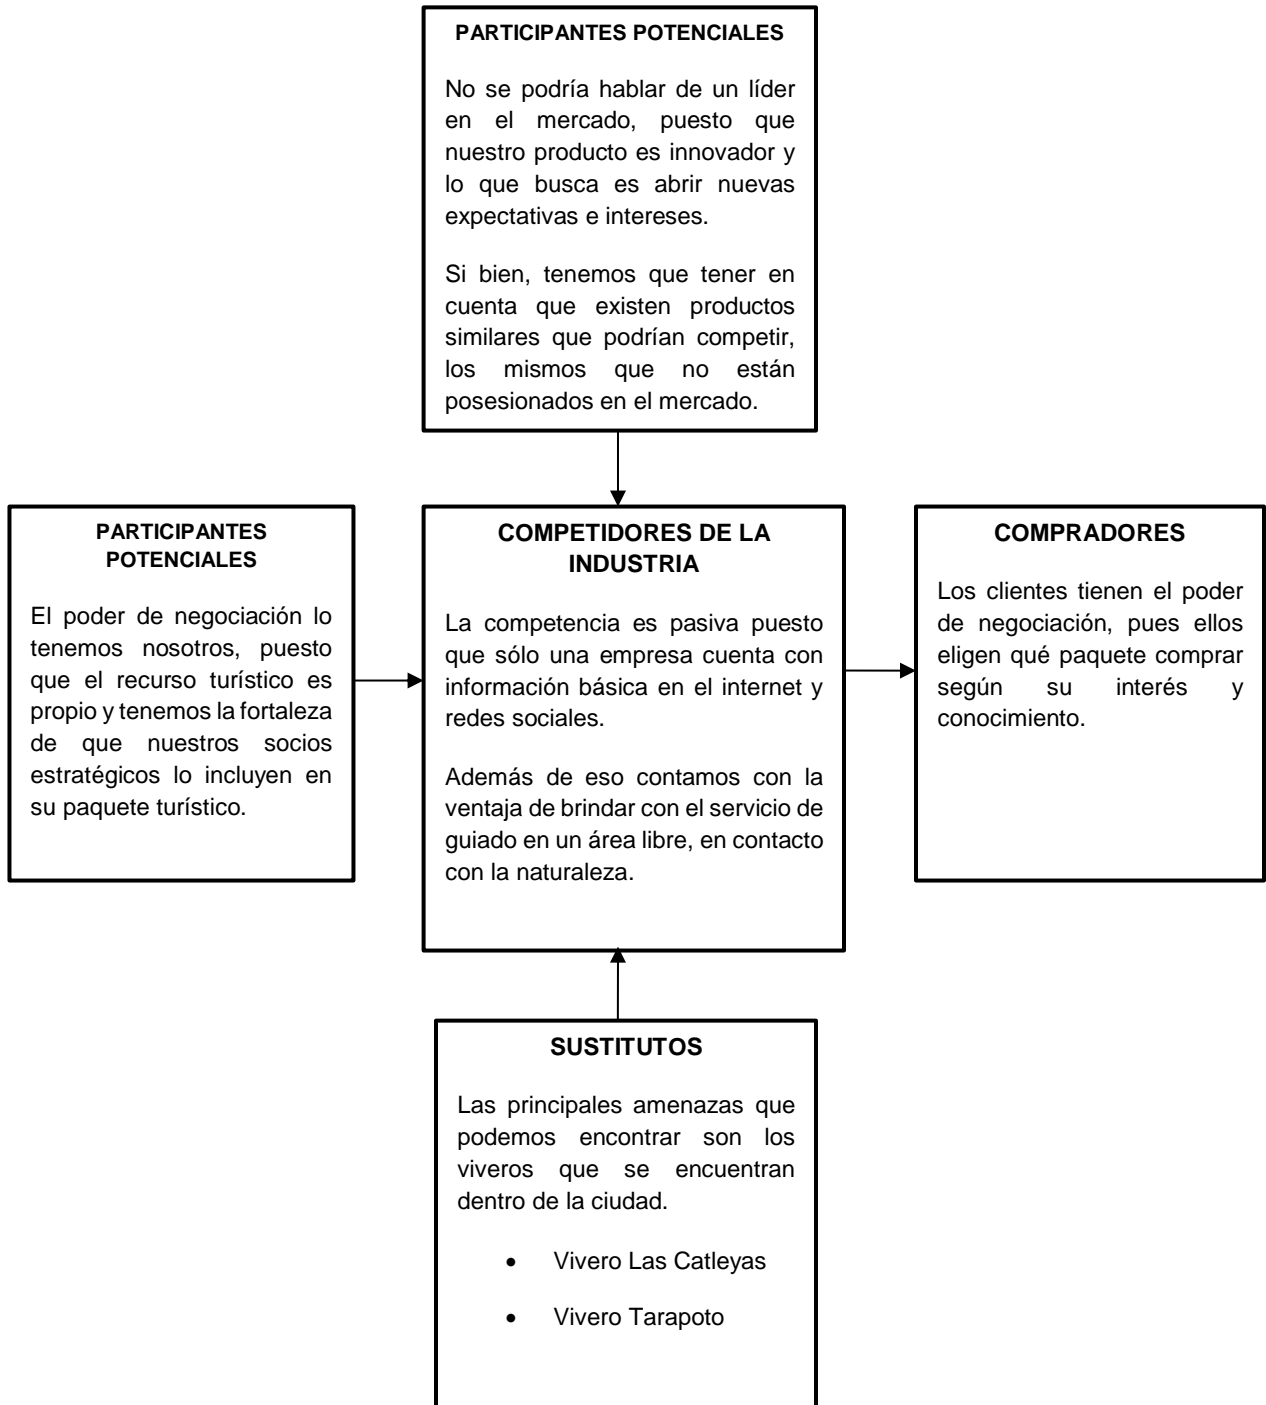 PARTICIPANTES POTENCIALES
No se podría hablar de un líder
en el mercado, puesto que
nuestro producto es innovador y
lo que busca es abrir nuevas
expectativas e intereses.
Si bien, tenemos que tener en
cuenta que existen productos
similares que podrían competir,
los mismos que no están
posesionados en el mercado.
PARTICIPANTES
POTENCIALES
El poder de negociación lo
tenemos nosotros, puesto
que el recurso turístico es
propio y tenemos la fortaleza
de que nuestros socios
estratégicos lo incluyen en
su paquete turístico.
COMPETIDORES DE LA
INDUSTRIA
La competencia es pasiva puesto
que sólo una empresa cuenta con
información básica en el internet y
redes sociales.
Además de eso contamos con la
ventaja de brindar con el servicio de
guiado en un área libre, en contacto
con la naturaleza.
COMPRADORES
Los clientes tienen el poder
de negociación, pues ellos
eligen qué paquete comprar
según su interés y
conocimiento.
SUSTITUTOS
Las principales amenazas que
podemos encontrar son los
viveros que se encuentran
dentro de la ciudad.
• Vivero Las Catleyas
• Vivero Tarapoto